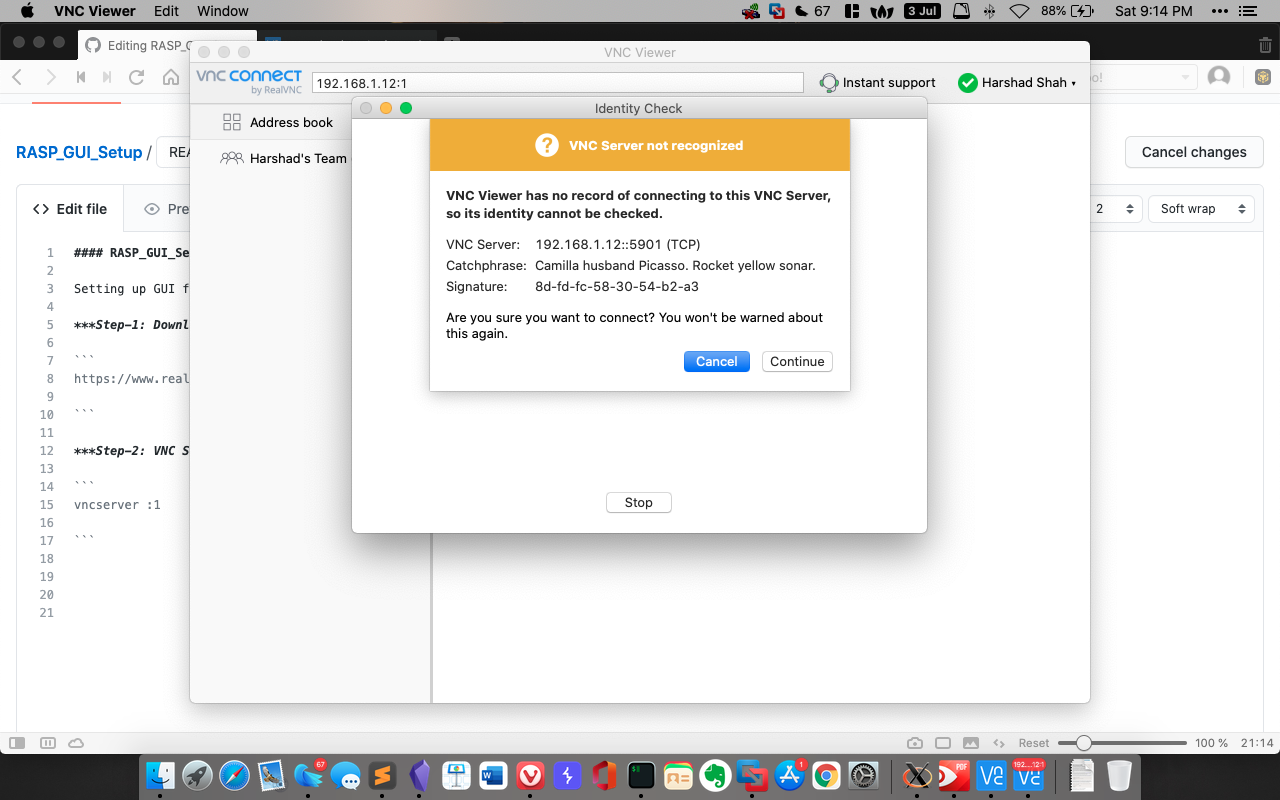 VNC Viewer Edit Window 67 3 Jul 88% Sat 9:14 PM
Editing RASP_G
VNC Viewer
vnc connect
by RealVNC
192.168.1.12:1
Instant support
Harshad Shah
Identity Check
Address book
Harshad's Team
RASP_GUI_Setup /
REA
Cancel changes
Edit file
Pre
2
Soft wrap
VNC Server not recognized
VNC Viewer has no record of connecting to this VNC Server,
so its identity cannot be checked.
VNC Server: 192.168.1.12::5901 (TCP)
Catchphrase: Camilla husband Picasso. Rocket yellow sonar.
Signature: 8d-fd-fc-58-30-54-b2-a3
Are you sure you want to connect? You won't be warned about
this again.
Cancel
Continue
Stop
1 #### RASP_GUI_Se
2
3 Setting up GUI f
4
5 ***Step-1: Downl
6
7 ```
8 https://www.real
9
10 ```
11
12 ***Step-2: VNC S
13
14 ```
15 vncserver :1
16
17 ```
18
19
20
21
Reset 100 % 21:14
67
1
PDF
192....12:1